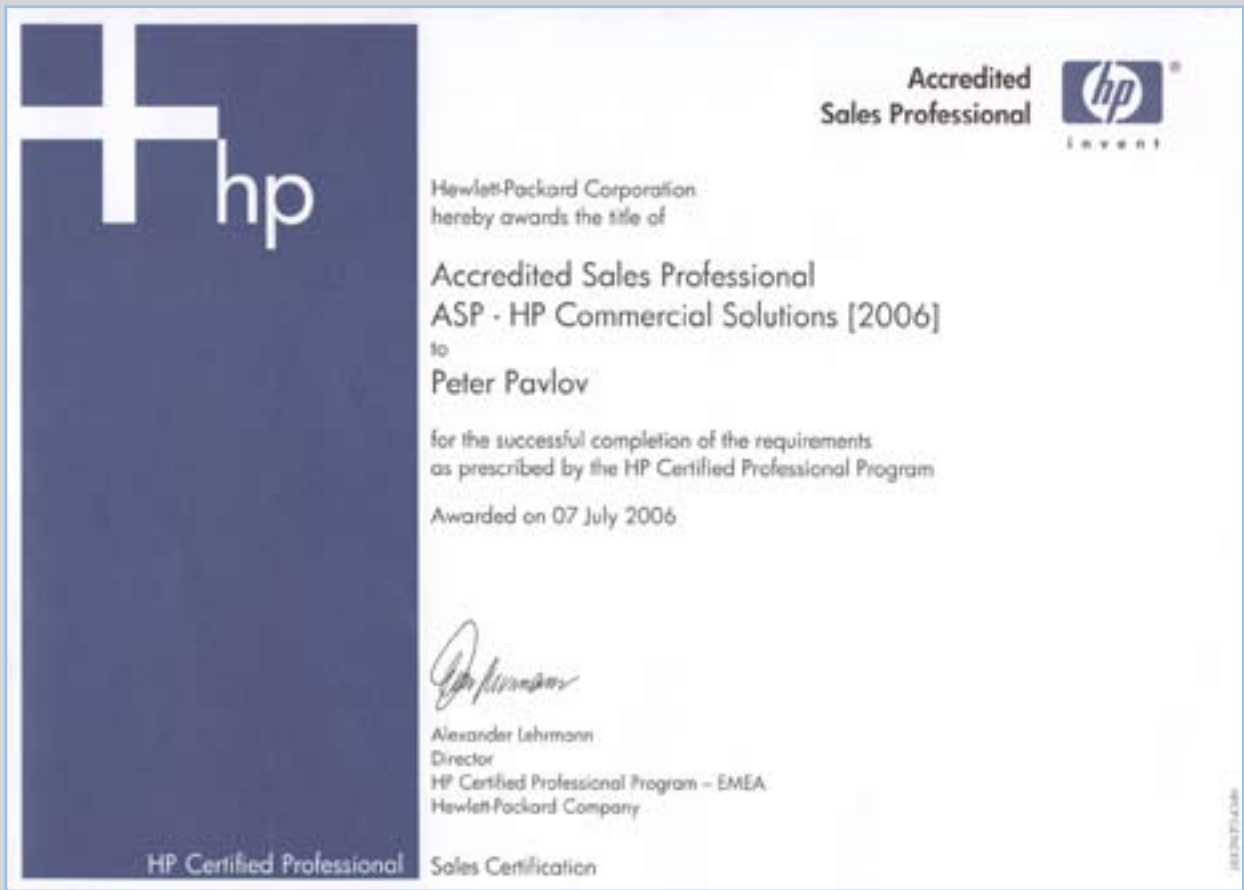 hp
Accredited
Sales Professional
hp
invent
Hewlett-Packard Corporation
hereby awards the title of
Accredited Sales Professional
ASP - HP Commercial Solutions [2006]
to
Peter Pavlov
for the successful completion of the requirements
as prescribed by the HP Certified Professional Program
Awarded on 07 July 2006
Alexander Lehrmann
Director
HP Certified Professional Program – EMEA
Hewlett-Packard Company
HP Certified Professional
Sales Certification